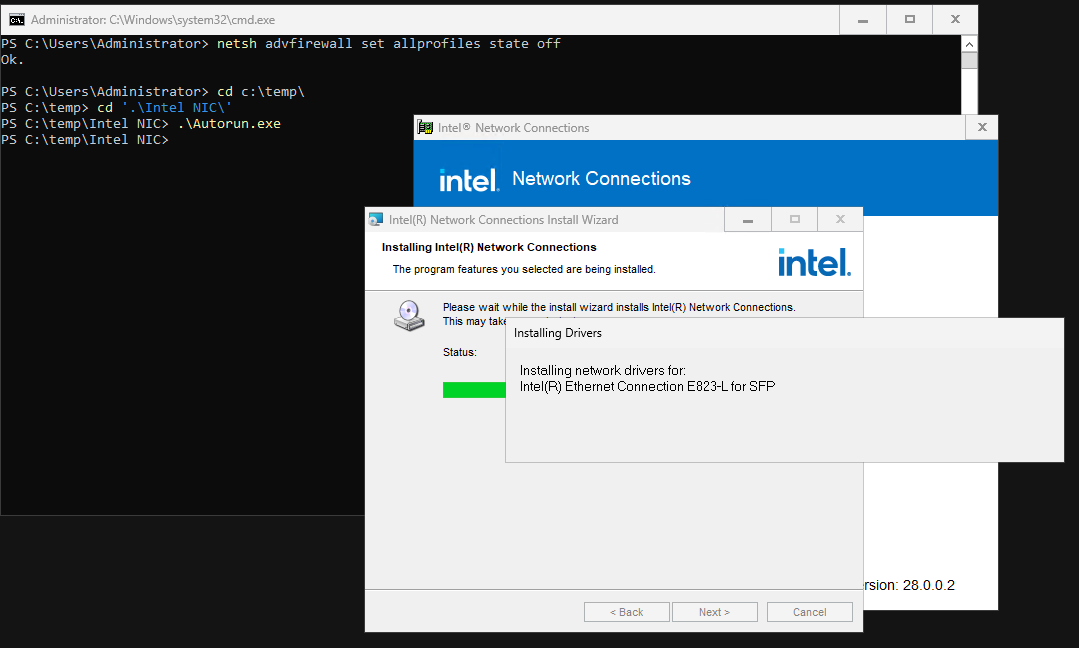 Administrator: C:\Windows\system32\cmd.exe
PS C:\Users\Administrator> netsh advfirewall set allprofiles state off
Ok.
PS C:\Users\Administrator> cd c:\temp\
PS C:\temp> cd '.\Intel NIC\'
PS C:\temp\Intel NIC> .\Autorun.exe
PS C:\temp\Intel NIC>
Intel® Network Connections
intel. Network Connections
Intel(R) Network Connections Install Wizard
Installing Intel(R) Network Connections
The program features you selected are being installed.
intel.
Please wait while the install wizard installs Intel(R) Network Connections.
This may take
Status:
Installing Drivers
Installing network drivers for:
Intel(R) Ethernet Connection E823-L for SFP
rsion: 28.0.0.2
< Back
Next >
Cancel